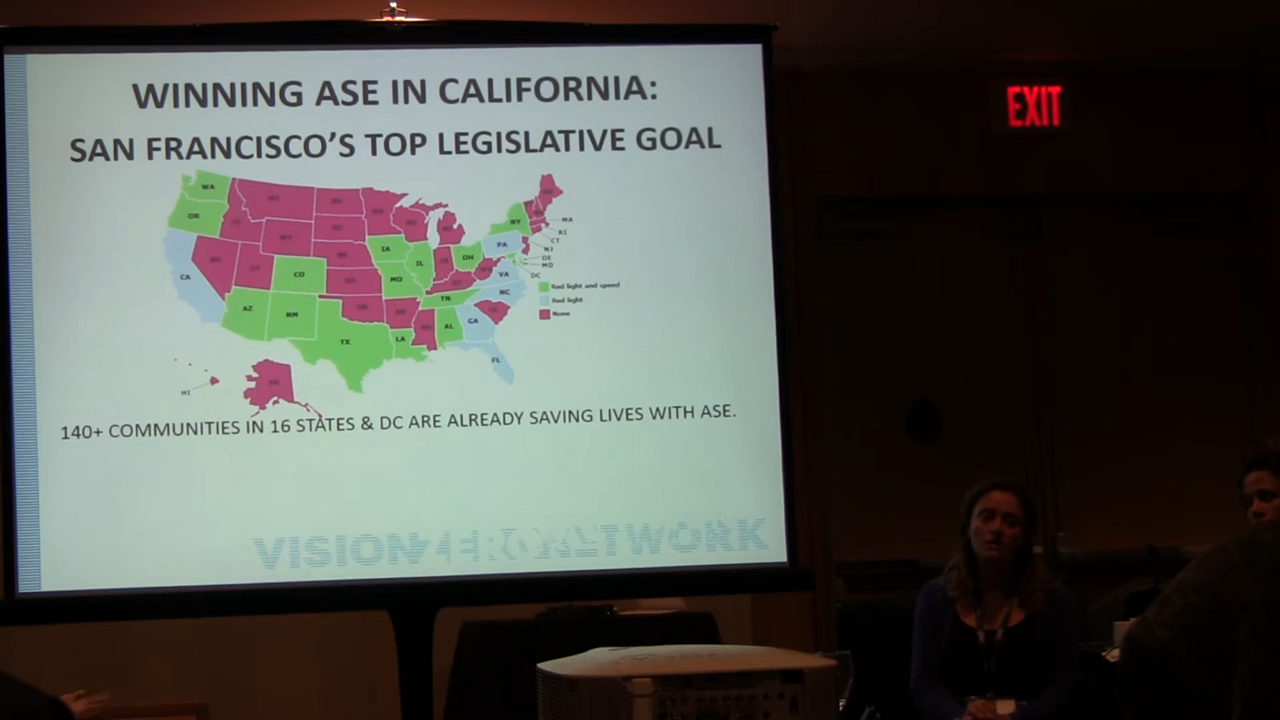 WINNING ASE IN CALIFORNIA:
SAN FRANCISCO'S TOP LEGISLATIVE GOAL
EXIT
WA
OR
CA
CO
AZ
NM
TX
IA
IL
MO
OH
TN
LA
AL
GA
FL
NC
VA
PA
NY
MA
RI
CT
NJ
DE
MD
DC
HI
Red light and speed
Red light
None
140+ COMMUNITIES IN 16 STATES & DC ARE ALREADY SAVING LIVES WITH ASE.
VISIONZERONETWORK